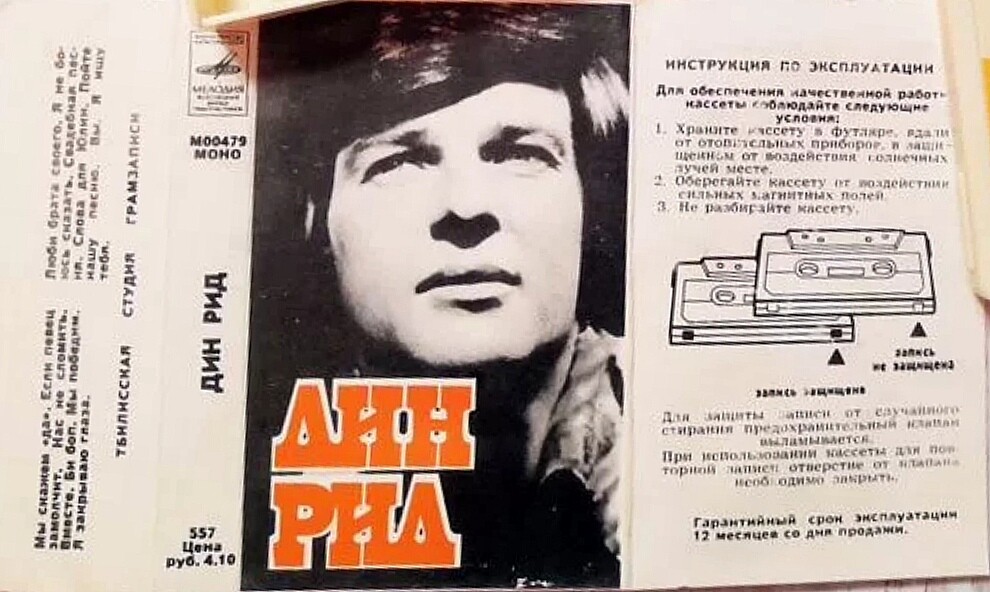 Мы скажем «да». Если певец
замолчит. Нас не сломить.
Вместе. Би боп. Мы победим.
Я закрываю глаза.
Люби брата своего. Я не бо-
юсь сказать. Свадебная пес-
ня. Слова для Юлии. Пойте
нашу песню. Вы. Я ищу
тебя.
ТБИЛИССКАЯ СТУДИЯ ГРАМЗАПИСИ
МЕЛОДИЯ
М00479
МОНО
ДИН РИД
557
Цена
руб. 4.10
ДИН
РИД
ИНСТРУКЦИЯ ПО ЭКСПЛУАТАЦИИ
Для обеспечения качественной работы
кассеты соблюдайте следующие
условия:
1. Храните кассету в футляре, вдали
от отопительных приборов, в защи-
щенном от воздействия солнечных
лучей месте.
2. Оберегайте кассету от воздействия
сильных магнитных полей.
3. Не разбирайте кассету.
запись
не защищена
запись защищена
Для защиты записи от случайного
стирания предохранительный клапан
выламывается.
При использовании кассеты для пов-
торной записи отверстие от клапана
необходимо закрыть.
Гарантийный срок эксплуатации
12 месяцев со дня продажи.